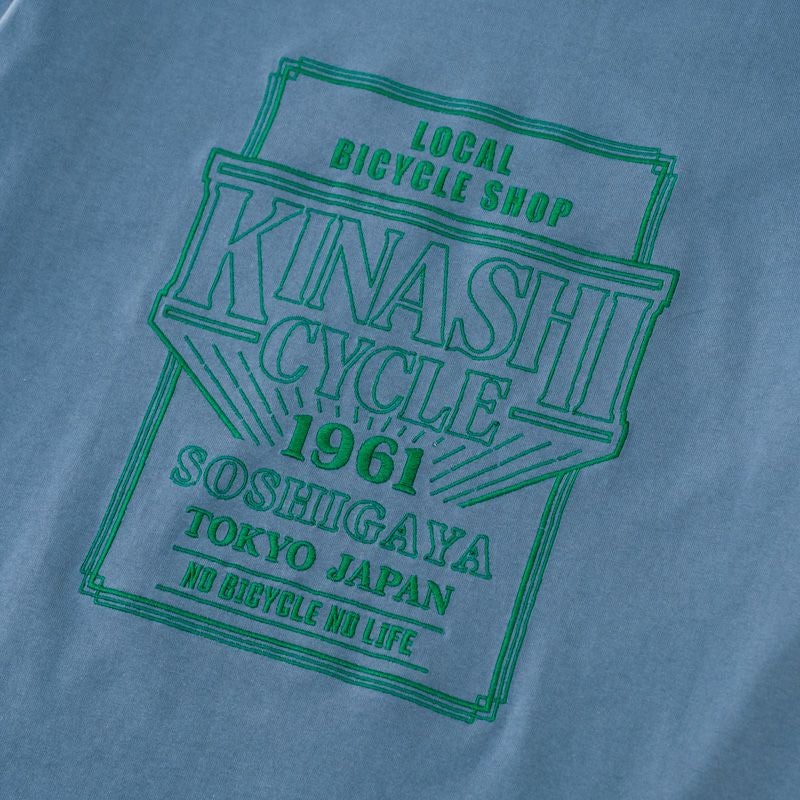 LOCAL
BICYCLE SHOP
KINASHI
CYCLE
1961
SOSHIGAYA
TOKYO JAPAN
NO BICYCLE NO LIFE